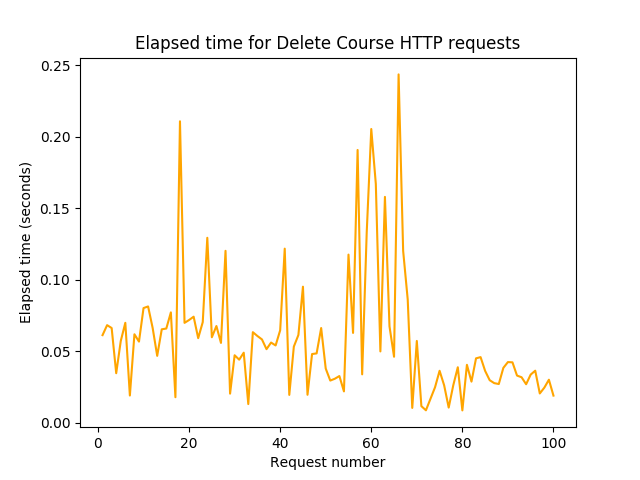 Elapsed time for Delete Course HTTP requests
0.25
0.20
0.15
0.10
0.05
0.00
Elapsed time (seconds)
0 20 40 60 80 100
Request number